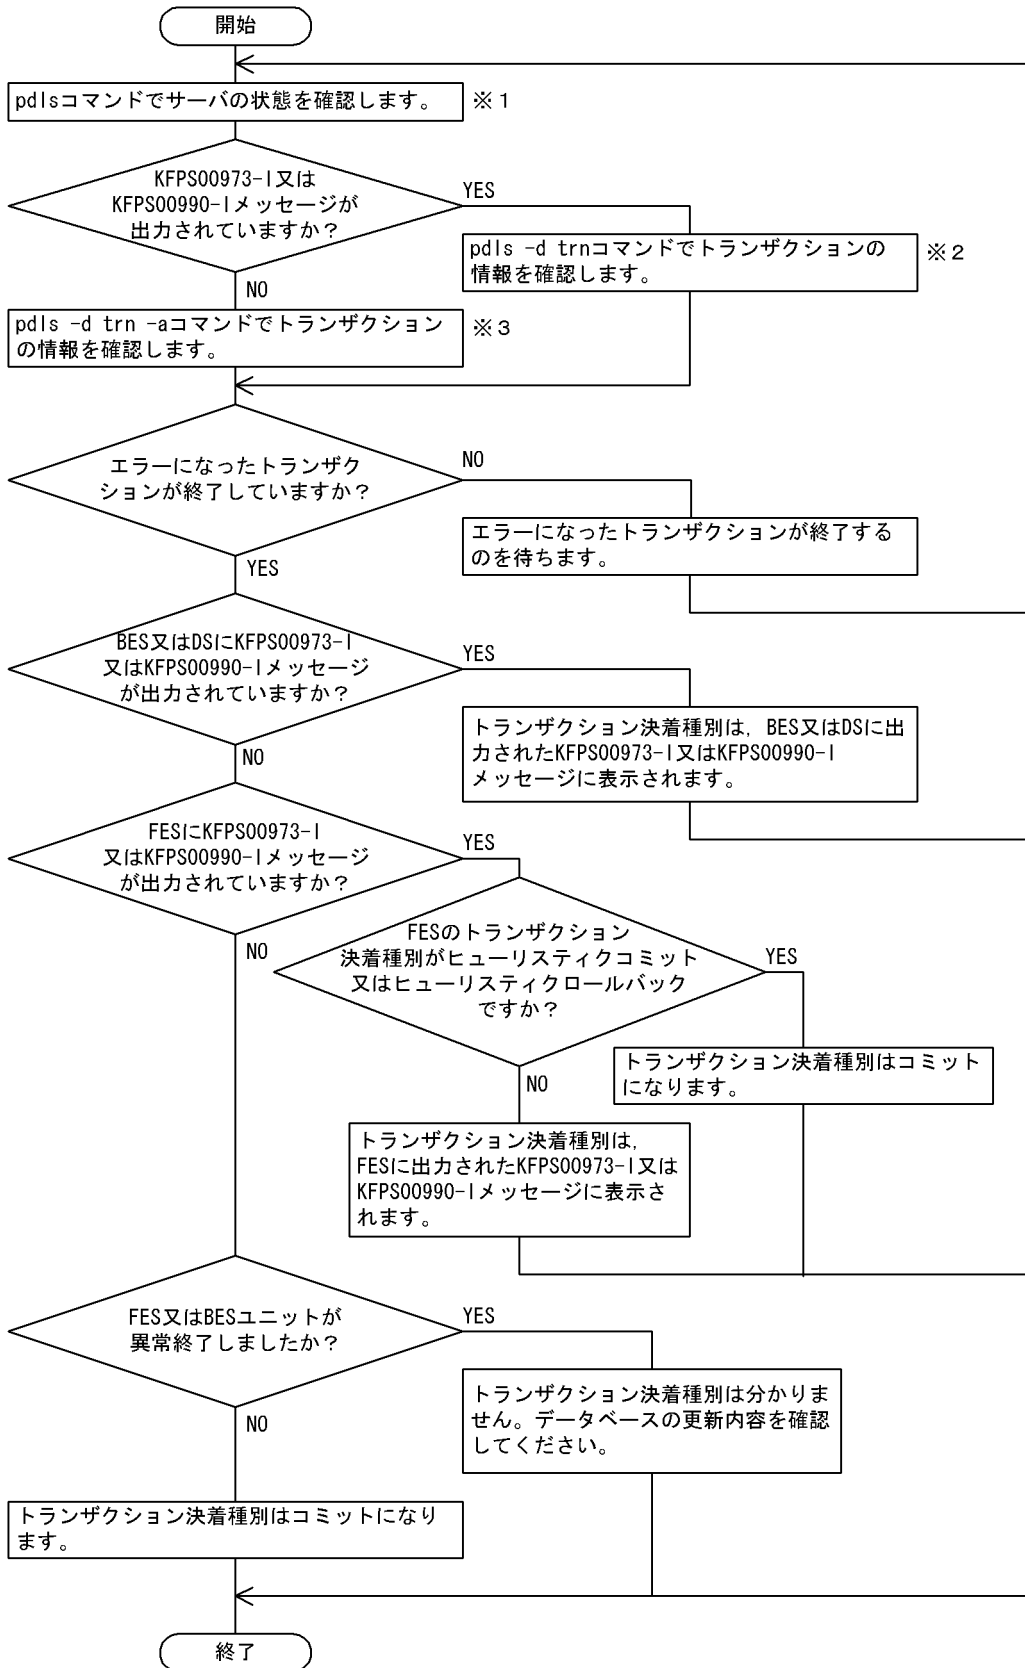 開始
pdlsコマンドでサーバの状態を確認します。
※1
KFPS00973-I又は
KFPS00990-Iメッセージが
出力されていますか？
YES
pdls -d trnコマンドでトランザクションの
情報を確認します。
※2
NO
pdls -d trn -aコマンドでトランザクション
の情報を確認します。
※3
エラーになったトランザク
ションが終了していますか？
NO
エラーになったトランザクションが終了する
のを待ちます。
YES
BES又はDSにKFPS00973-I
又はKFPS00990-Iメッセージ
が出力されていますか？
YES
トランザクション決着種別は，BES又はDSに出
力されたKFPS00973-I又はKFPS00990-I
メッセージに表示されます。
NO
FESにKFPS00973-I
又はKFPS00990-Iメッセージ
が出力されていますか？
YES
FESのトランザクション
決着種別がヒューリスティクコミット
又はヒューリスティクロールバック
ですか？
YES
トランザクション決着種別はコミット
になります。
NO
トランザクション決着種別は，
FESに出力されたKFPS00973-I又は
KFPS00990-Iメッセージに表示さ
れます。
NO
FES又はBESユニットが
異常終了しましたか？
YES
トランザクション決着種別は分かりま
せん。データベースの更新内容を確認
してください。
NO
トランザクション決着種別はコミットになり
ます。
終了